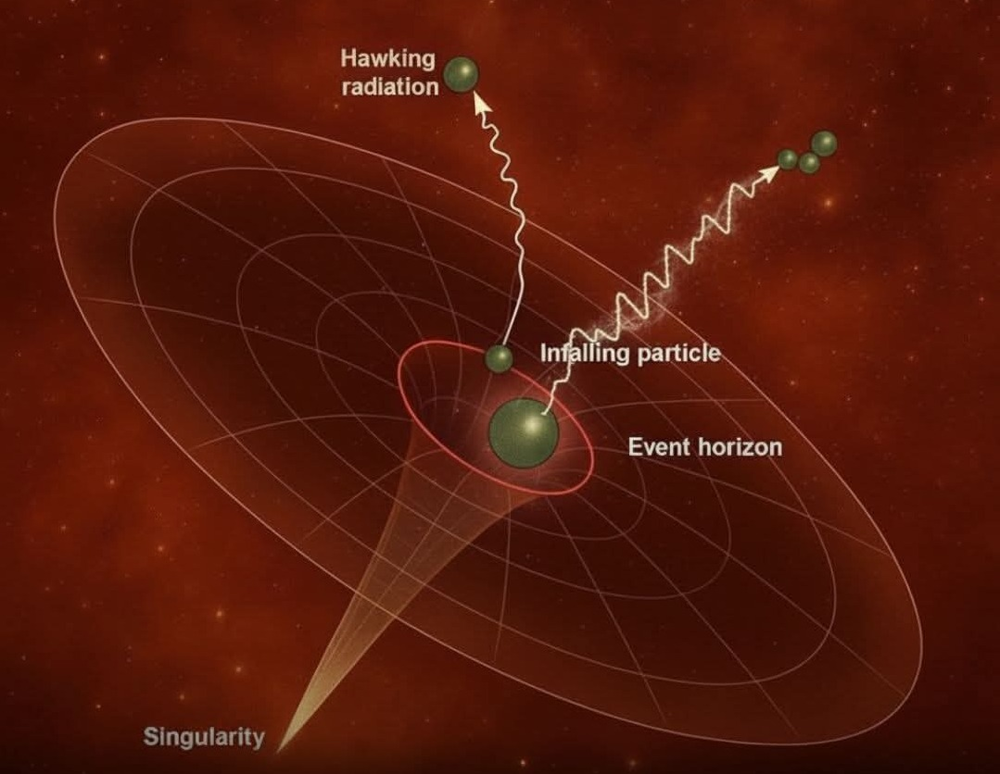 Hawking
radiation
Infalling particle
Event horizon
Singularity